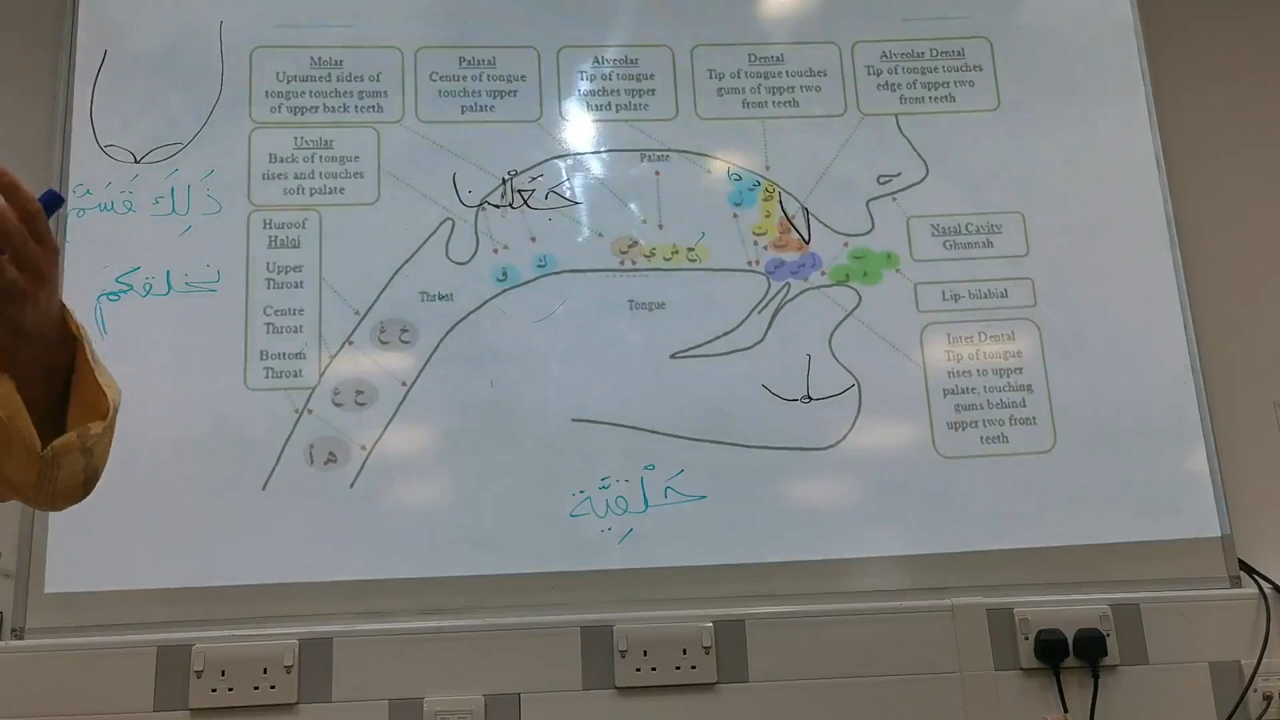 Molar
Upturned sides of
tongue touches gums
of upper back teeth
Palatal
Centre of tongue
touches upper
palate
Alveolar
Tip of tongue
touches upper
hard palate
Dental
Tip of tongue touches
gums of upper two
front teeth
Alveolar Dental
Tip of tongue touches
edge of upper two
front teeth
Uvular
Back of tongue
rises and touches
soft palate
Huroof
Halqi
Upper
Throat
Centre
Throat
Bottom
Throat
Palate
Throat
Tongue
Nasal Cavity
Ghunnah
Lip- bilabial
Inter Dental
Tip of tongue
rises to upper
palate, touching
gums behind
upper two front
teeth
جَعَلْنا
ذَلِكَ قَسَمٌ
نخلقكم
ق
ك
ض
ج ش ي
خ غ
ح ع
ه أ
حَلْقِيَّة